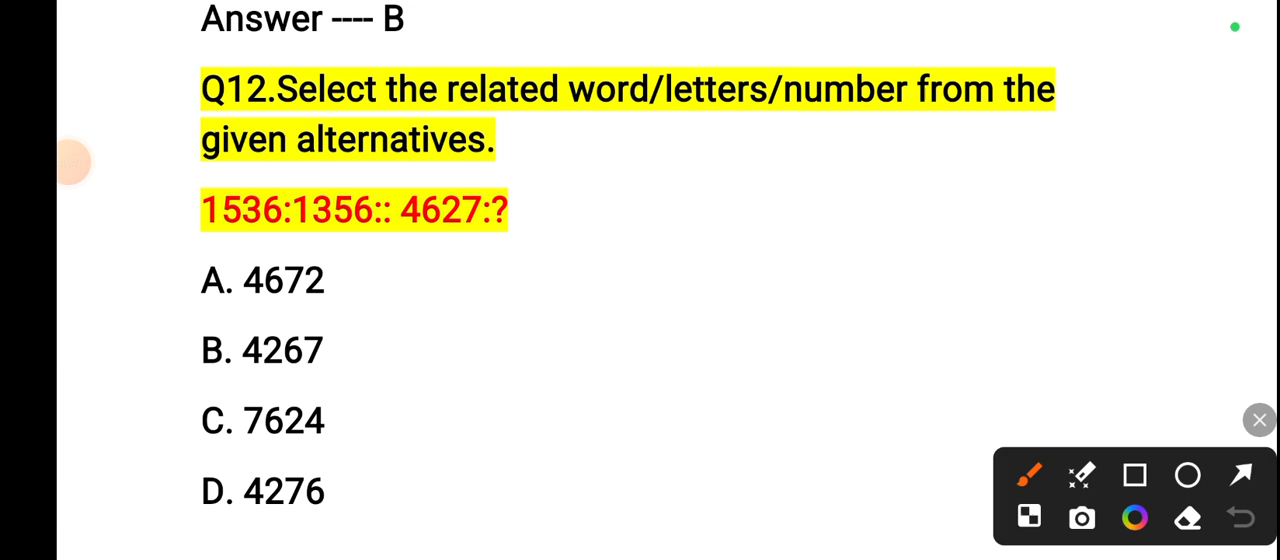 Answer ---- B
Q12.Select the related word/letters/number from the
given alternatives.
1536:1356:: 4627:?
A. 4672
B. 4267
C. 7624
D. 4276